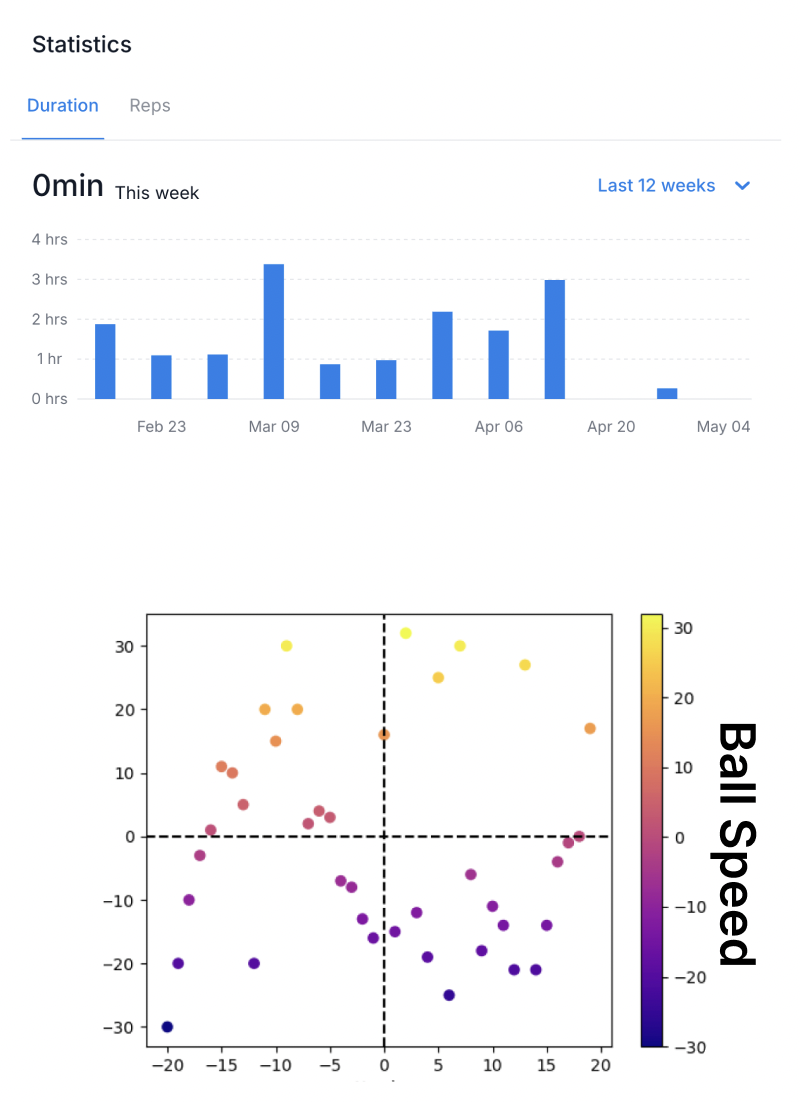 Statistics
Duration Reps
0min This week Last 12 weeks
4 hrs
3 hrs
2 hrs
1 hr
0 hrs
Feb 23 Mar 09 Mar 23 Apr 06 Apr 20 May 04
30
20
10
0
−10
−20
−30
−20 −15 −10 −5 0 5 10 15 20
30
20
10
0
−10
−20
−30
Ball Speed